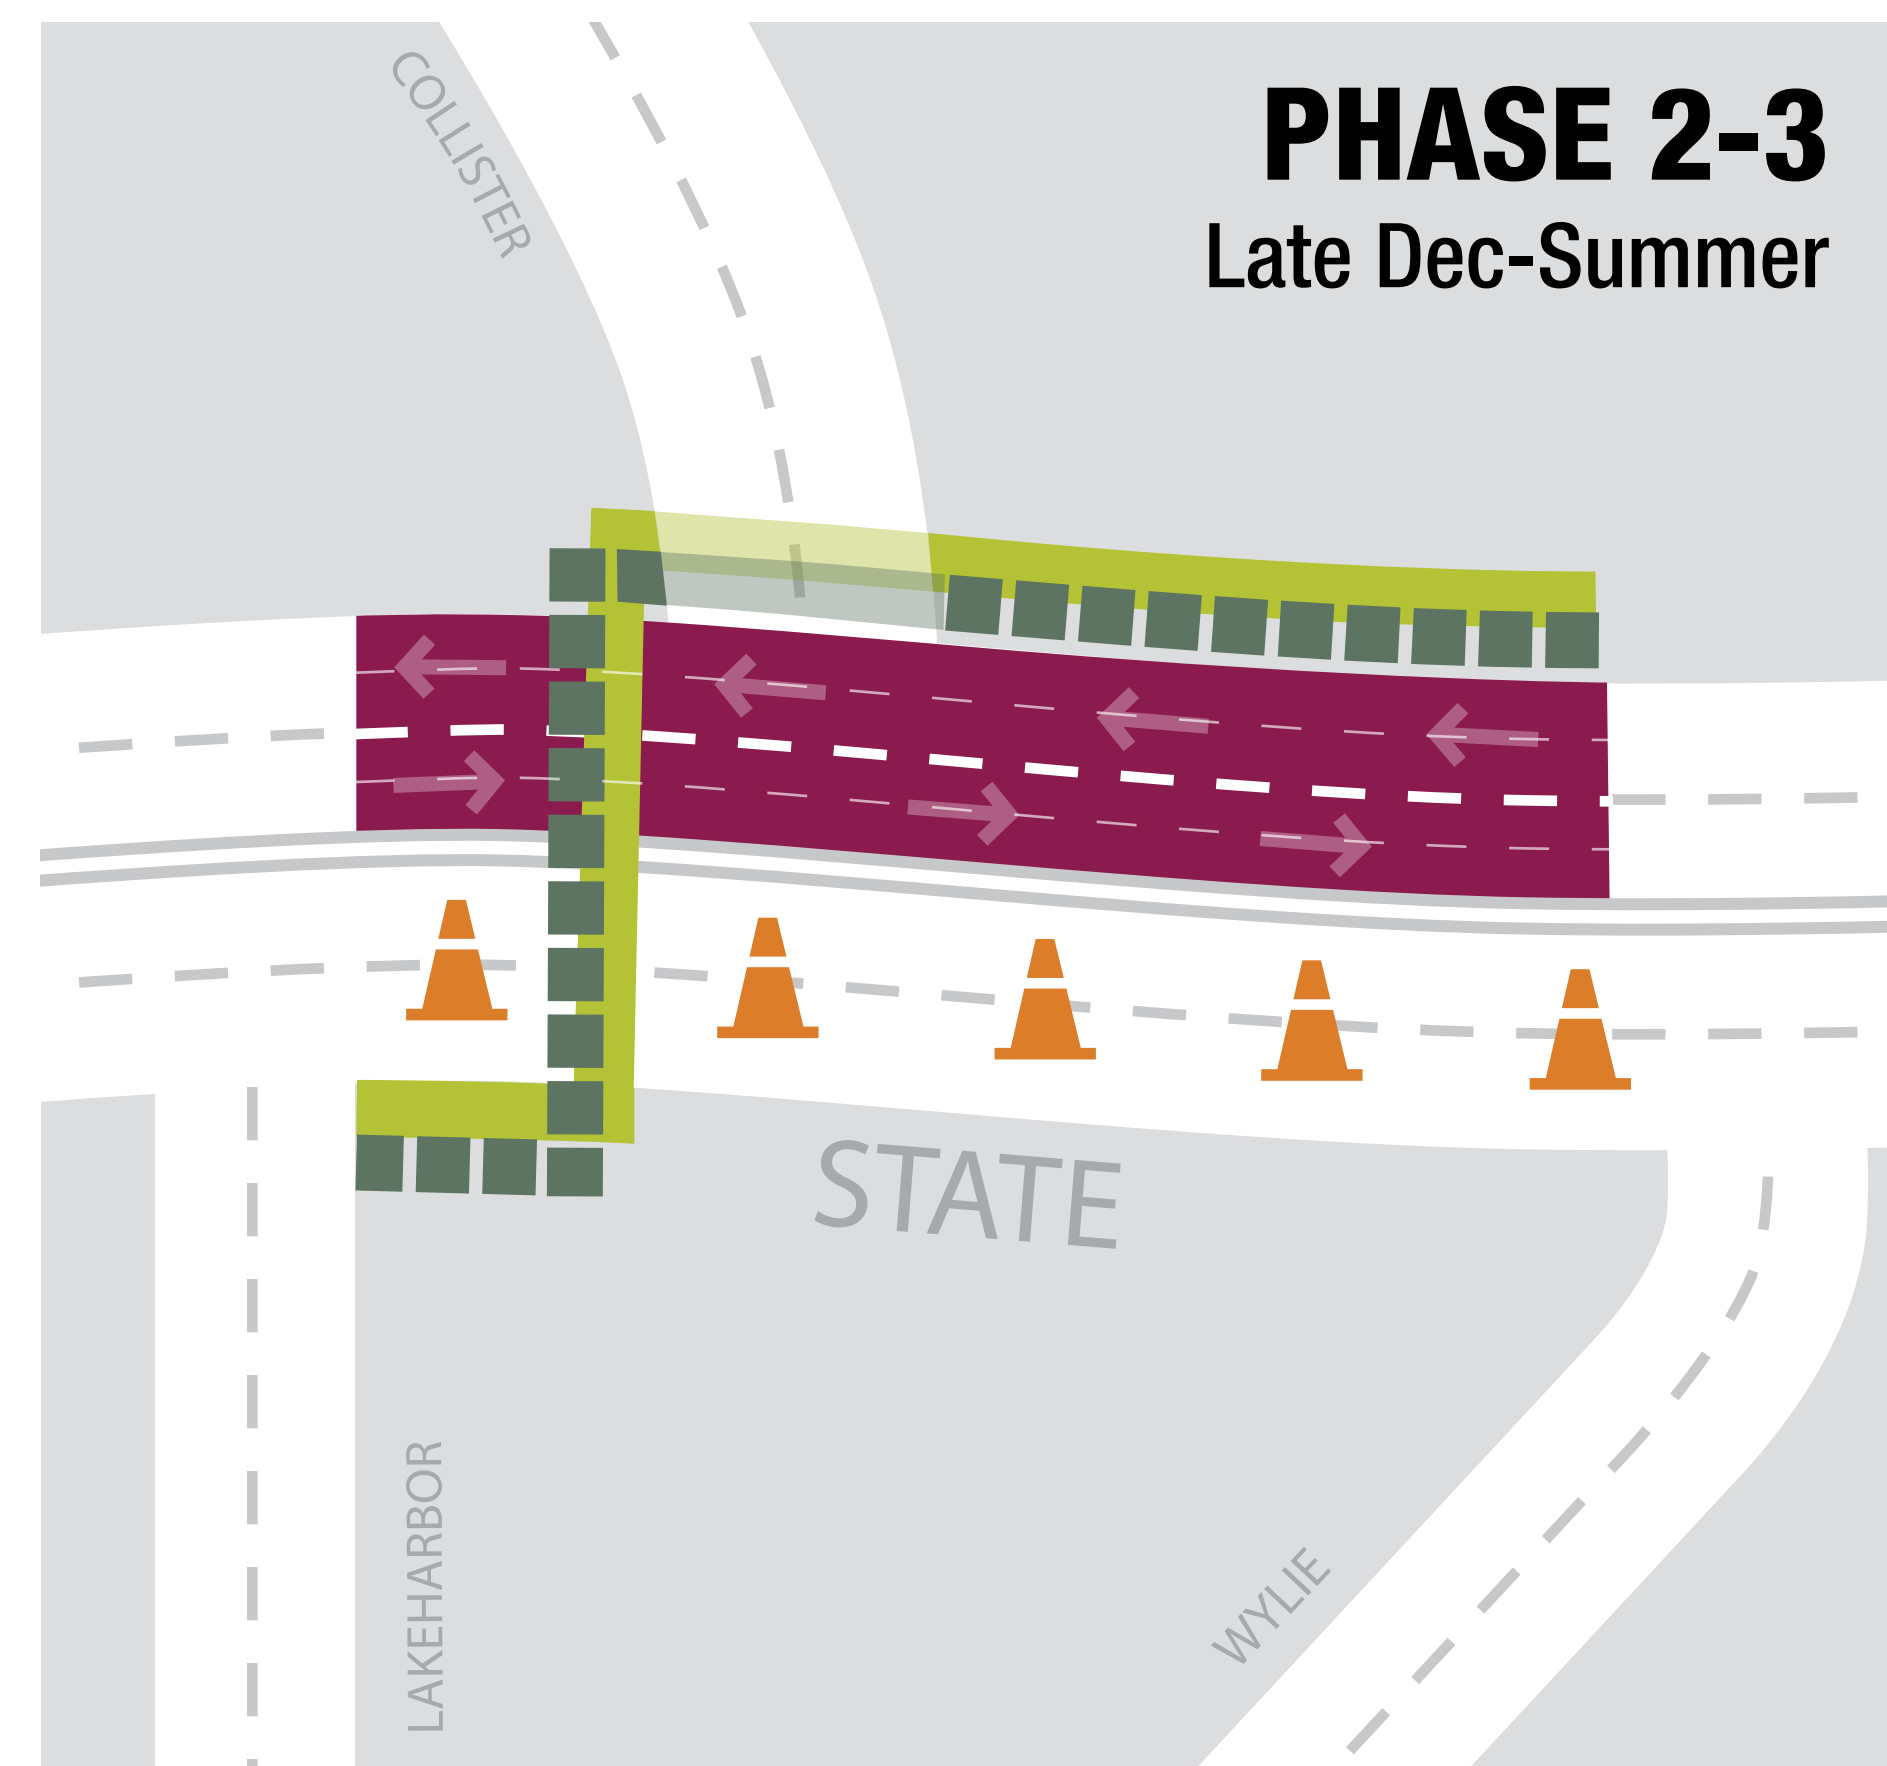 COLLISTER
PHASE 2-3
Late Dec-Summer
STATE
LAKEHARBOR
WYLIE